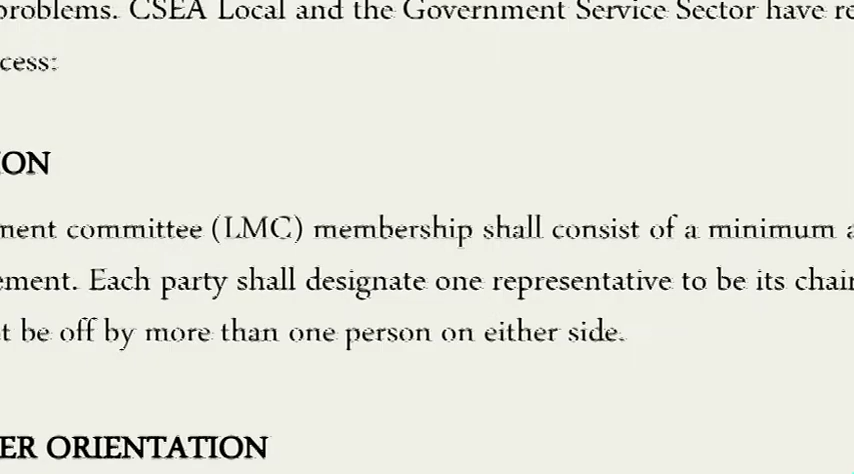 problems. CSEA Local and the Government Service Sector have
cess:
ION
ment committee (LMC) membership shall consist of a minimum
ement. Each party shall designate one representative to be its chair
t be off by more than one person on either side.
ER ORIENTATION